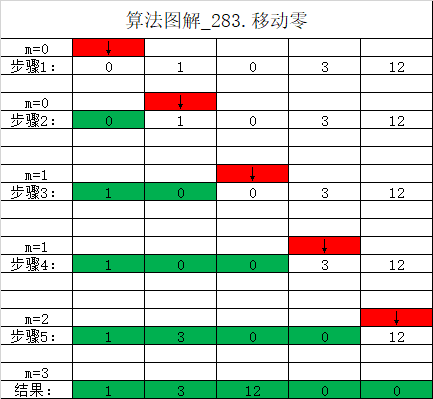 算法图解_283.移动零
m=0 ↓
步骤1: 0 1 0 3 12
m=0 ↓
步骤2: 0 1 0 3 12
m=1 ↓
步骤3: 1 0 0 3 12
m=1 ↓
步骤4: 1 0 0 3 12
m=2 ↓
步骤5: 1 3 0 0 12
m=3
结果: 1 3 12 0 0